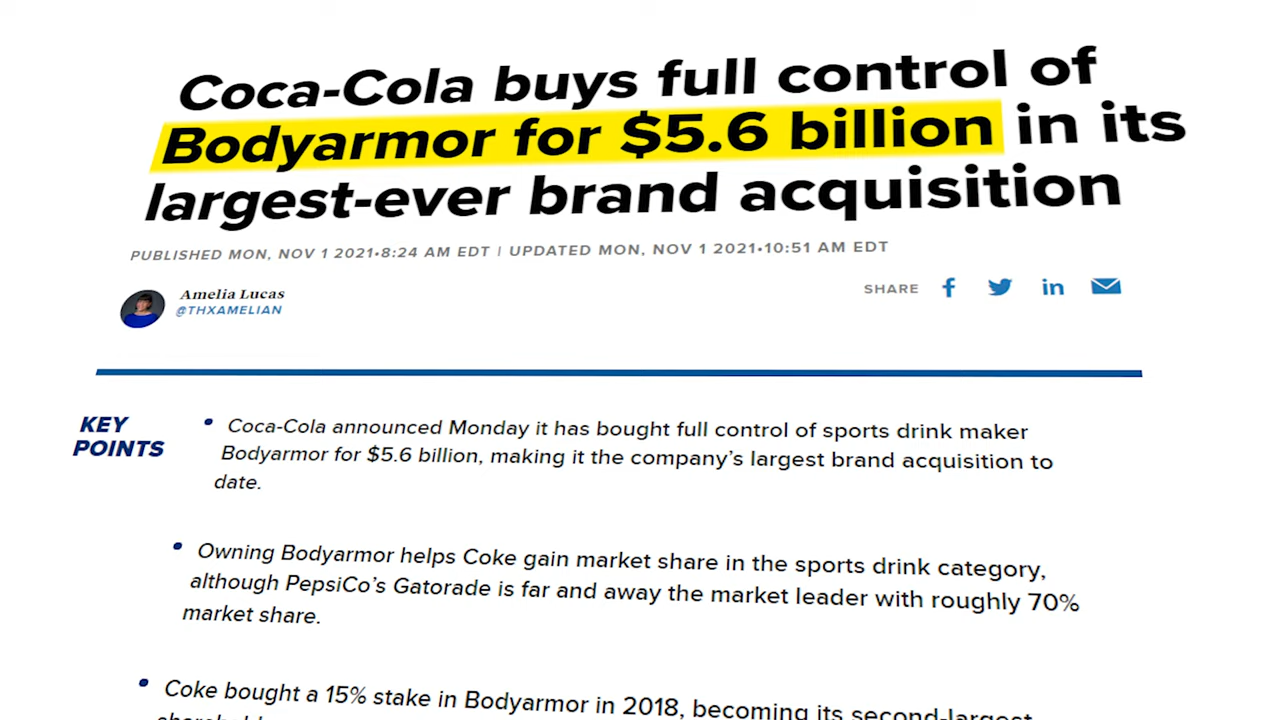 Coca-Cola buys full control of
Bodyarmor for $5.6 billion in its
largest-ever brand acquisition
PUBLISHED MON, NOV 1 2021•8:24 AM EDT | UPDATED MON, NOV 1 2021•10:51 AM EDT
Amelia Lucas
@THXAMELIAN
SHARE
KEY
POINTS
• Coca-Cola announced Monday it has bought full control of sports drink maker
Bodyarmor for $5.6 billion, making it the company's largest brand acquisition to
date.
• Owning Bodyarmor helps Coke gain market share in the sports drink category,
although PepsiCo's Gatorade is far and away the market leader with roughly 70%
market share.
• Coke bought a 15% stake in Bodyarmor in 2018, becoming its second-largest